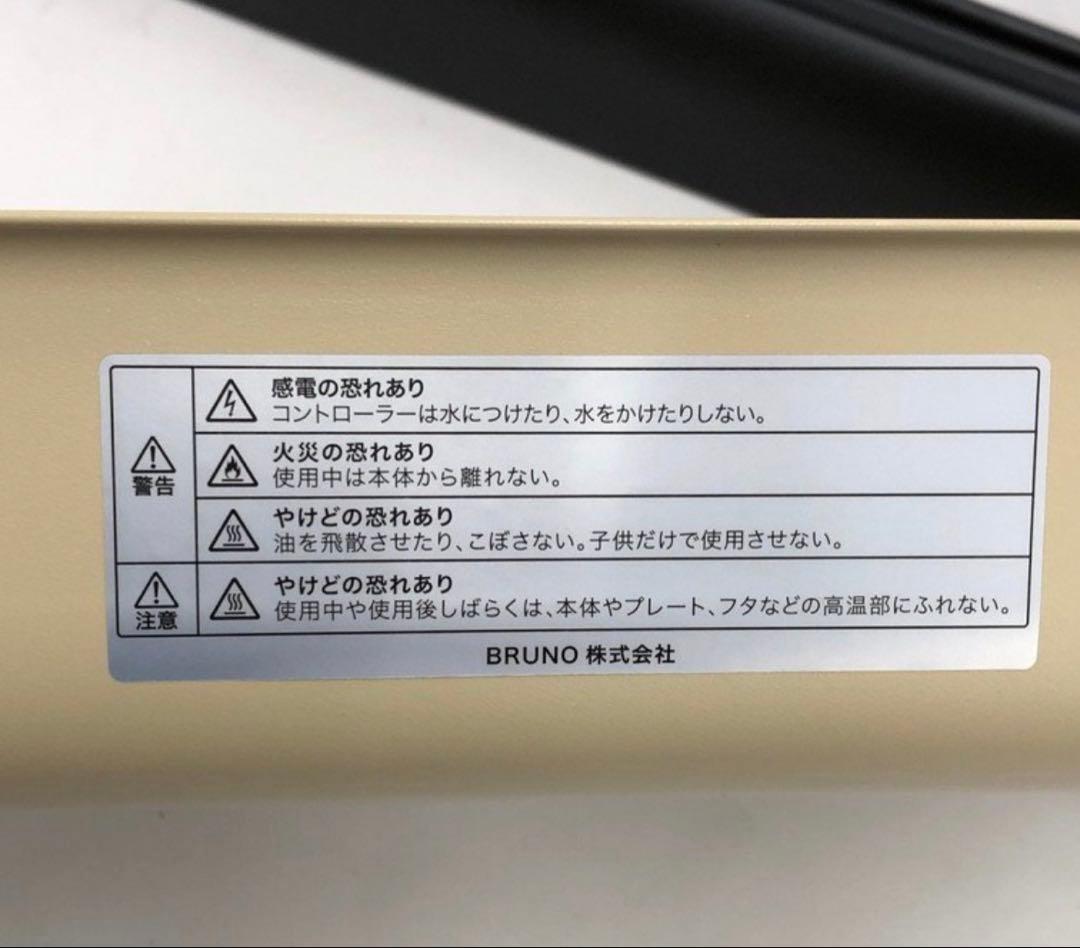 感電の恐れあり
コントローラーは水につけたり、水をかけたりしない。
警告
火災の恐れあり
使用中は本体から離れない。
やけどの恐れあり
油を飛散させたり、こぼさない。子供だけで使用させない。
注意
やけどの恐れあり
使用中や使用後しばらくは、本体やプレート、フタなどの高温部にふれない。
BRUNO 株式会社